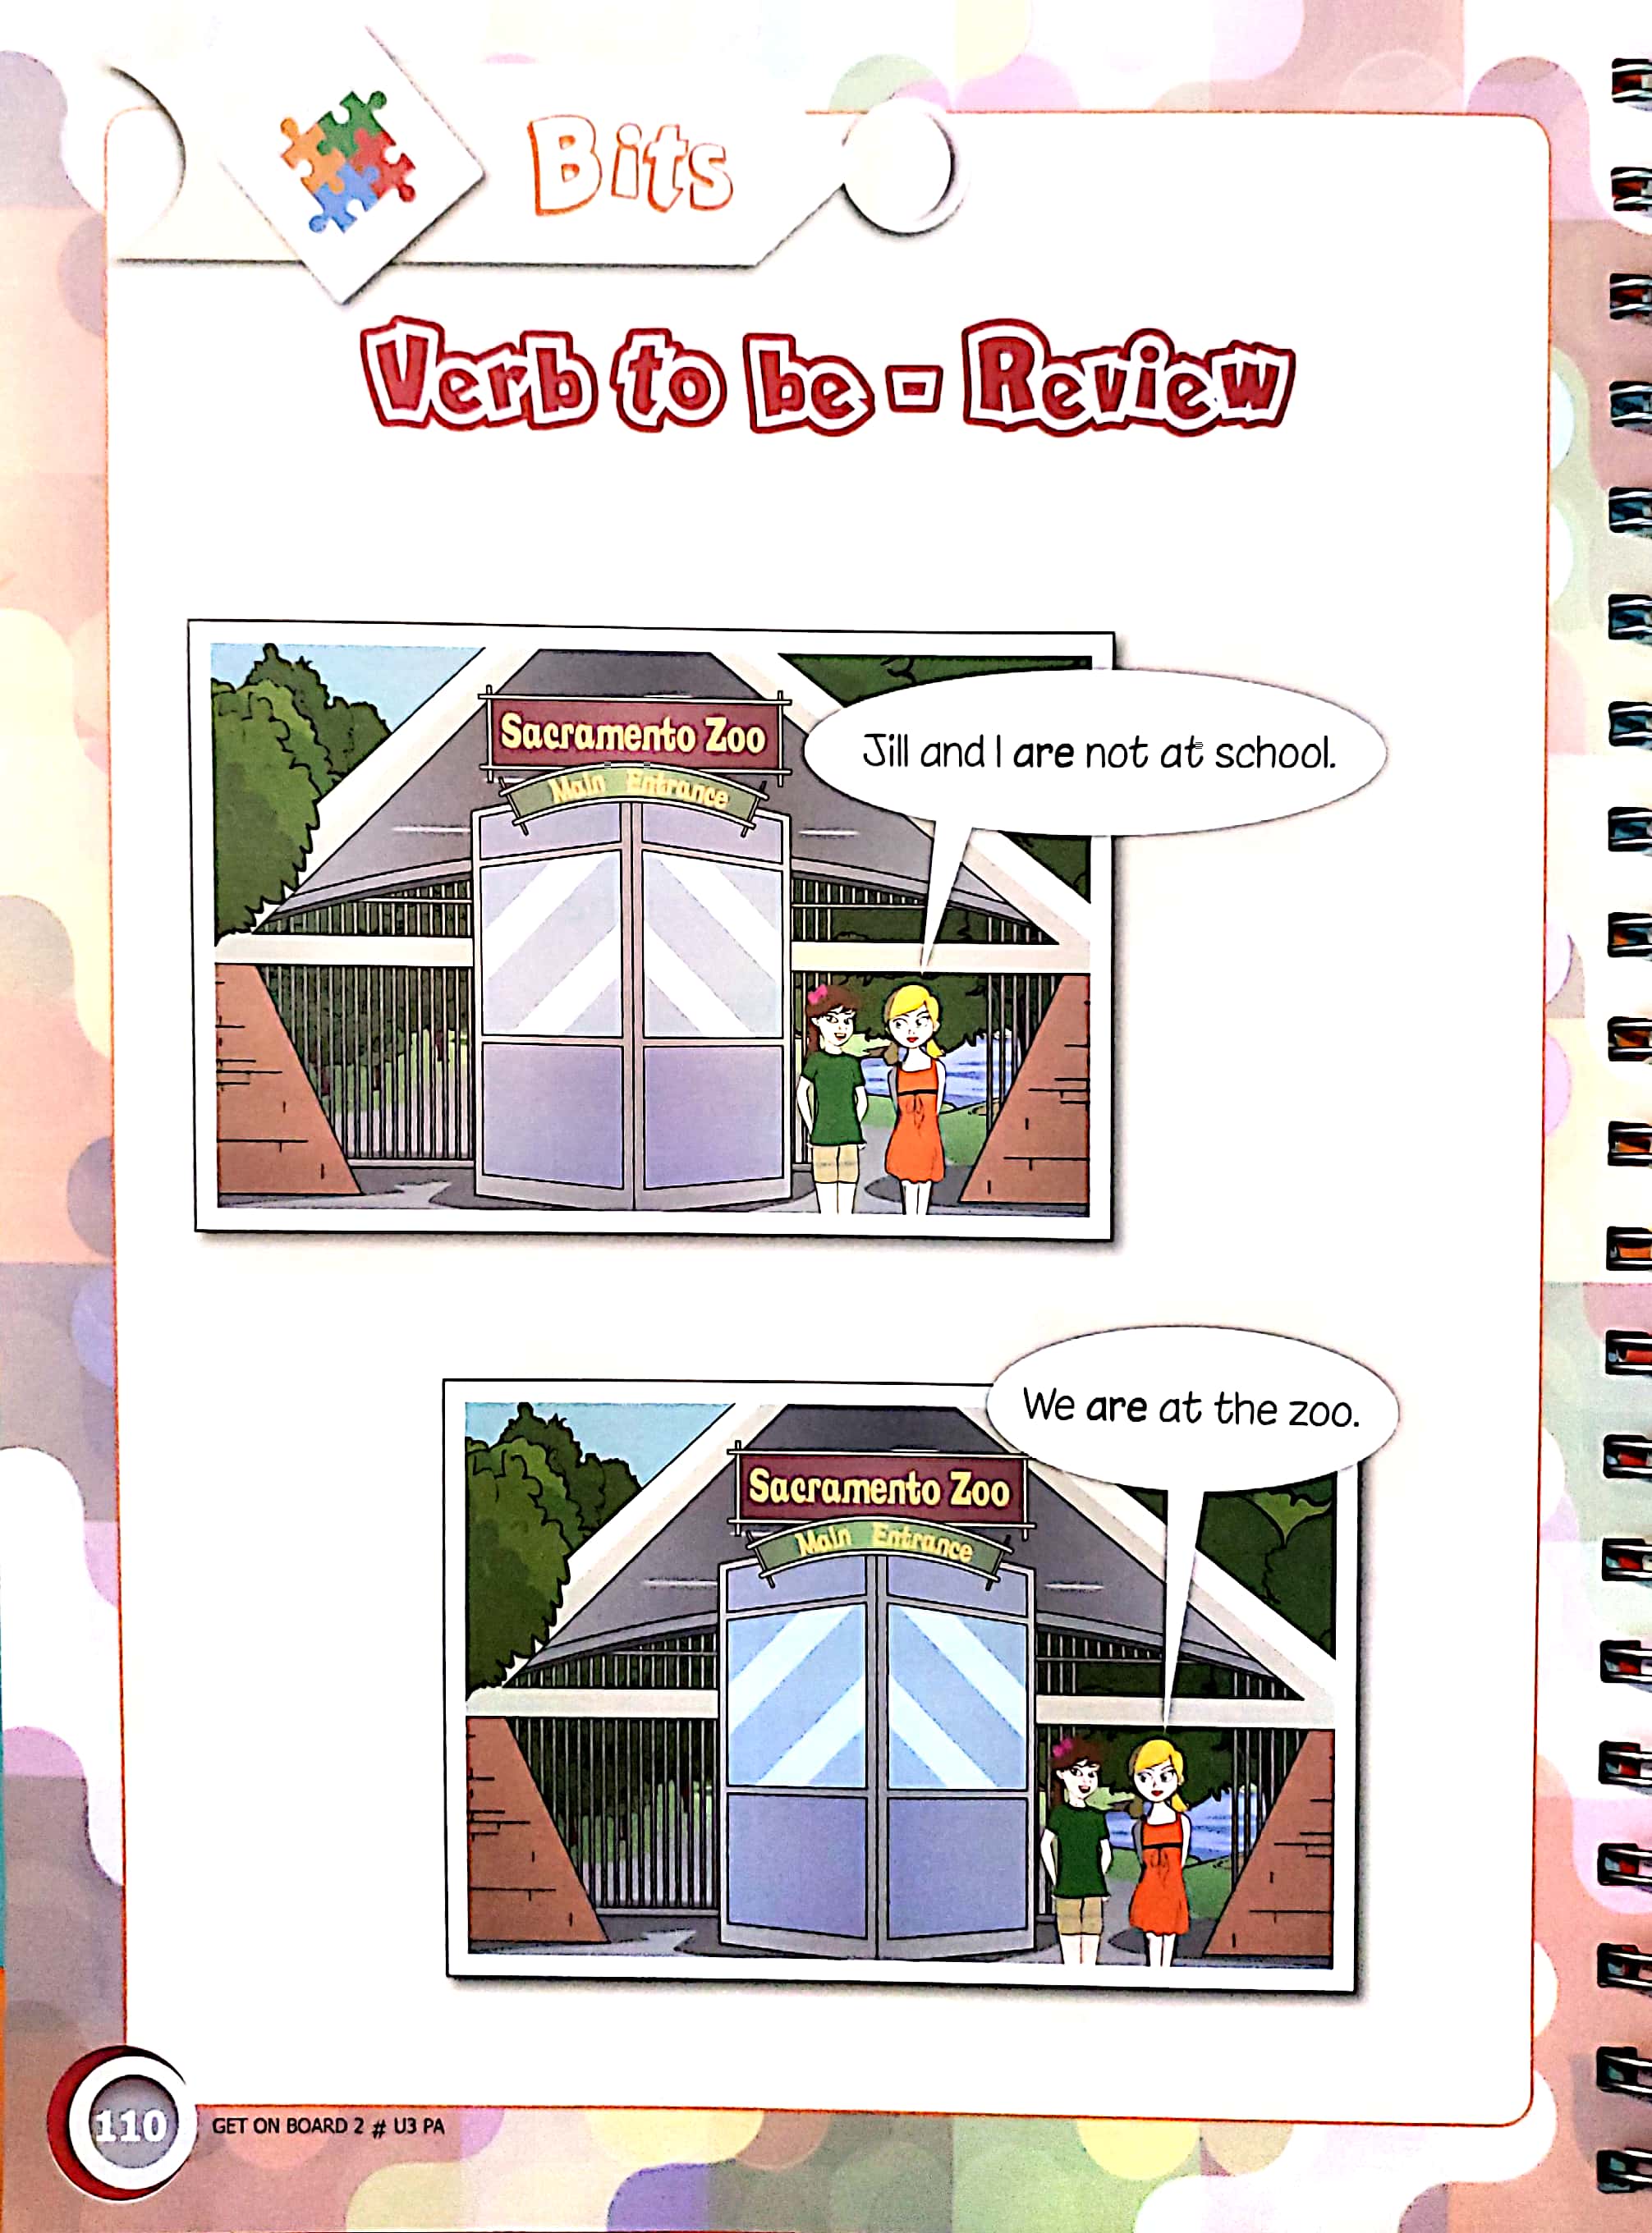 Bits
Verb to be - Review
Sacramento Zoo
Main Entrance
Jill and I are not at school.
We are at the zoo.
Sacramento Zoo
Main Entrance
110
GET ON BOARD 2 # U3 PA